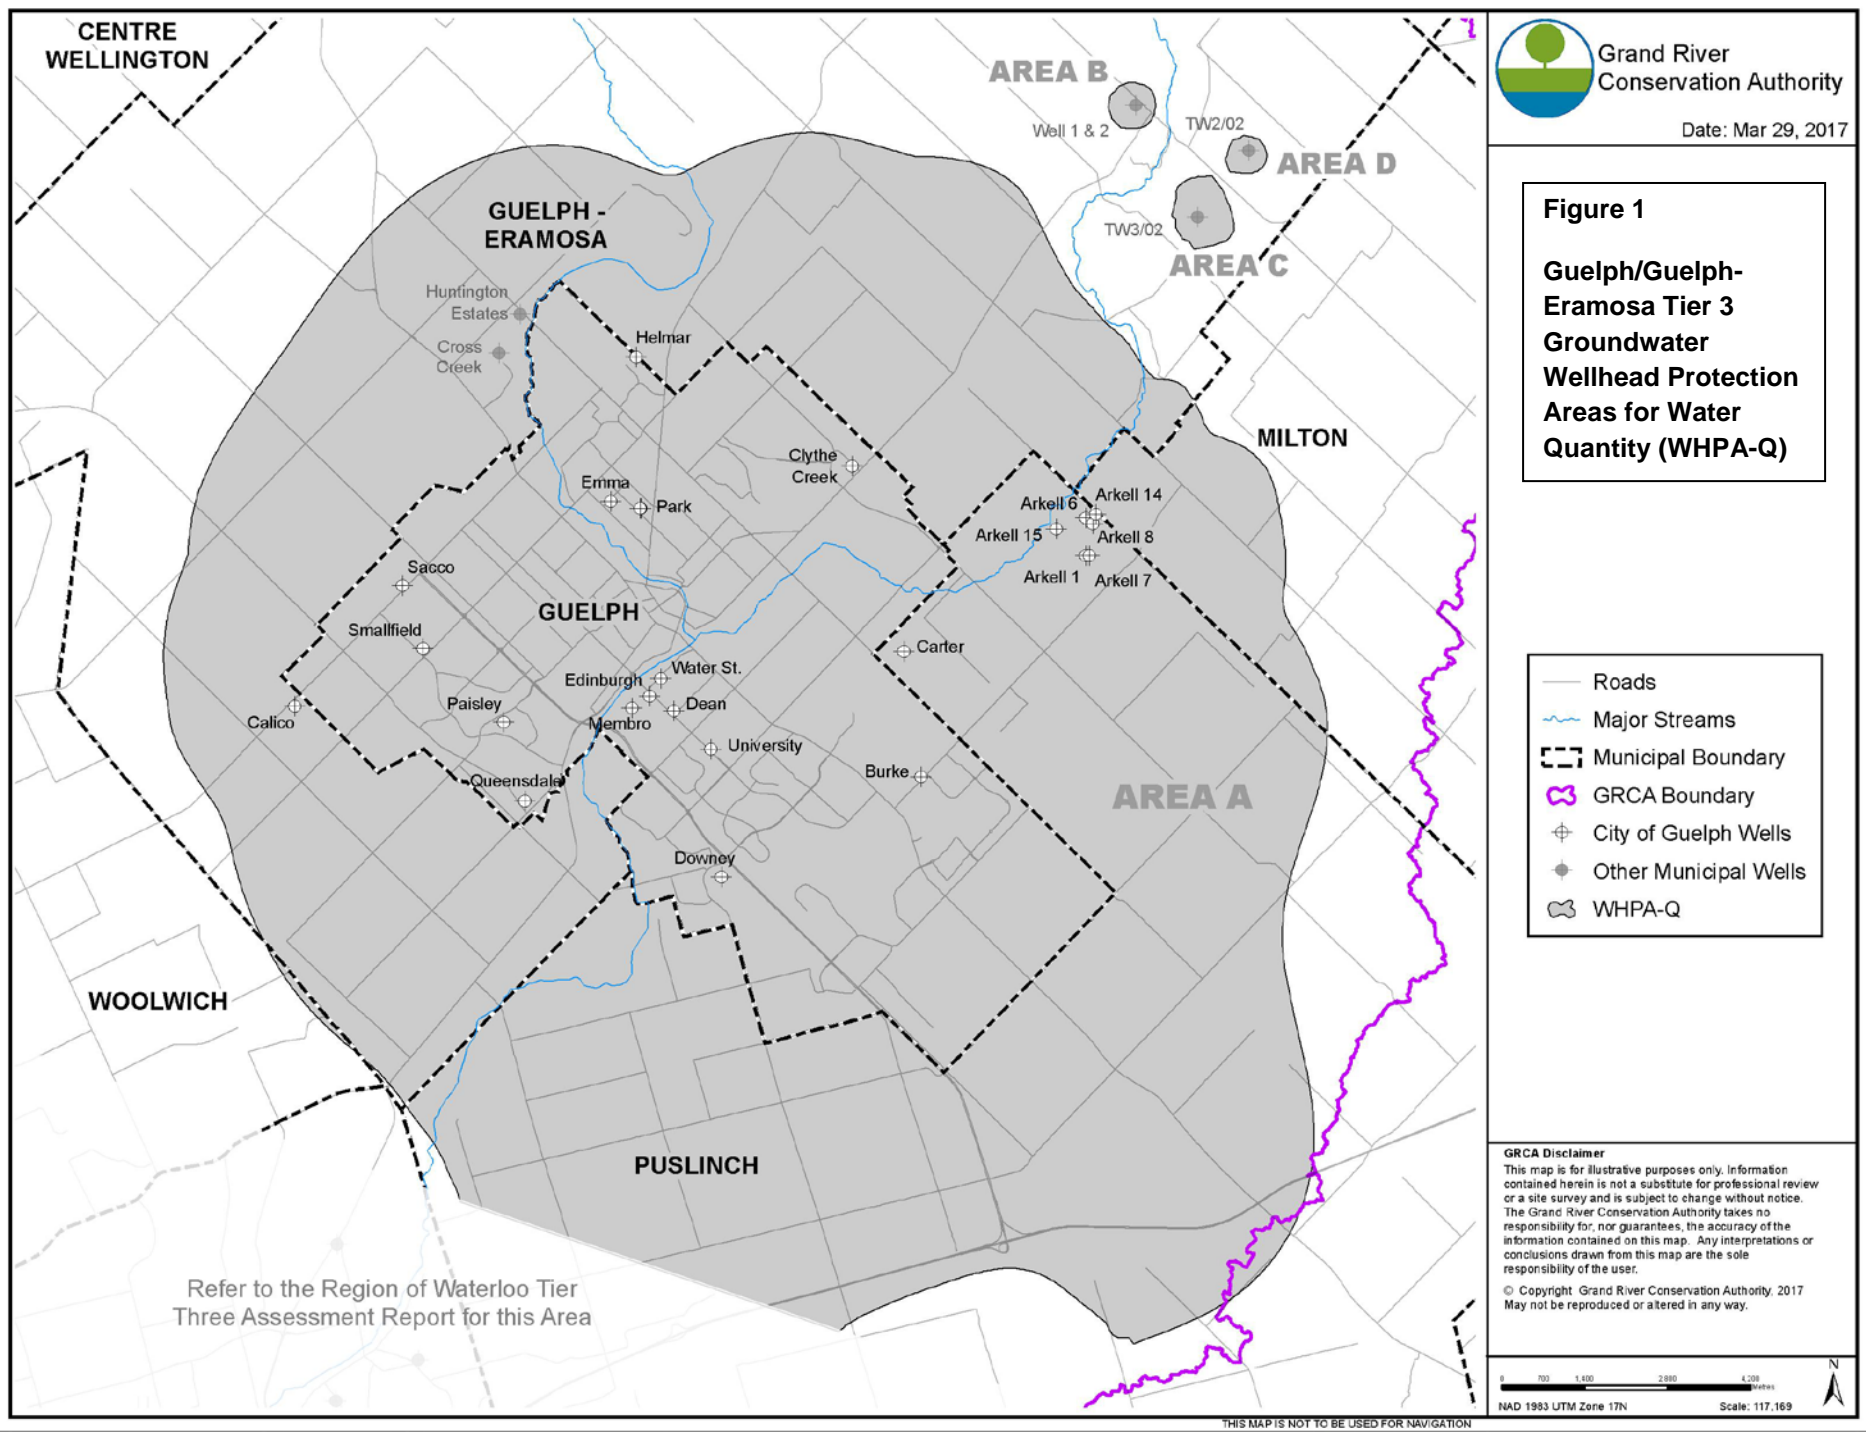 CENTRE
WELLINGTON
AREA B
Well 1 & 2
TW2/02
AREA D
TW3/02
AREA C
GUELPH -
ERAMOSA
Huntington
Estates
Cross
Creek
Helmar
MILTON
Clythe
Creek
Emma
Park
Arkell 6
Arkell 14
Arkell 15
Arkell 8
Arkell 1
Arkell 7
Sacco
GUELPH
Smallfield
Carter
Water St.
Edinburgh
Paisley
Dean
Calico
Membro
University
Queensdale
Burke
AREA A
Downey
WOOLWICH
PUSLINCH
Refer to the Region of Waterloo Tier
Three Assessment Report for this Area
Grand River
Conservation Authority
Date: Mar 29, 2017
Figure 1
Guelph/Guelph-
Eramosa Tier 3
Groundwater
Wellhead Protection
Areas for Water
Quantity (WHPA-Q)
Roads
Major Streams
Municipal Boundary
GRCA Boundary
City of Guelph Wells
Other Municipal Wells
WHPA-Q
GRCA Disclaimer
This map is for illustrative purposes only. Information
contained herein is not a substitute for professional review
or a site survey and is subject to change without notice.
The Grand River Conservation Authority takes no
responsibility for, nor guarantees, the accuracy of the
information contained on this map. Any interpretations or
conclusions drawn from this map are the sole
responsibility of the user.
© Copyright Grand River Conservation Authority, 2017
May not be reproduced or altered in any way.
0 700 1,400 2,800 4,200
Metres
N
NAD 1983 UTM Zone 17N Scale: 117,169
THIS MAP IS NOT TO BE USED FOR NAVIGATION